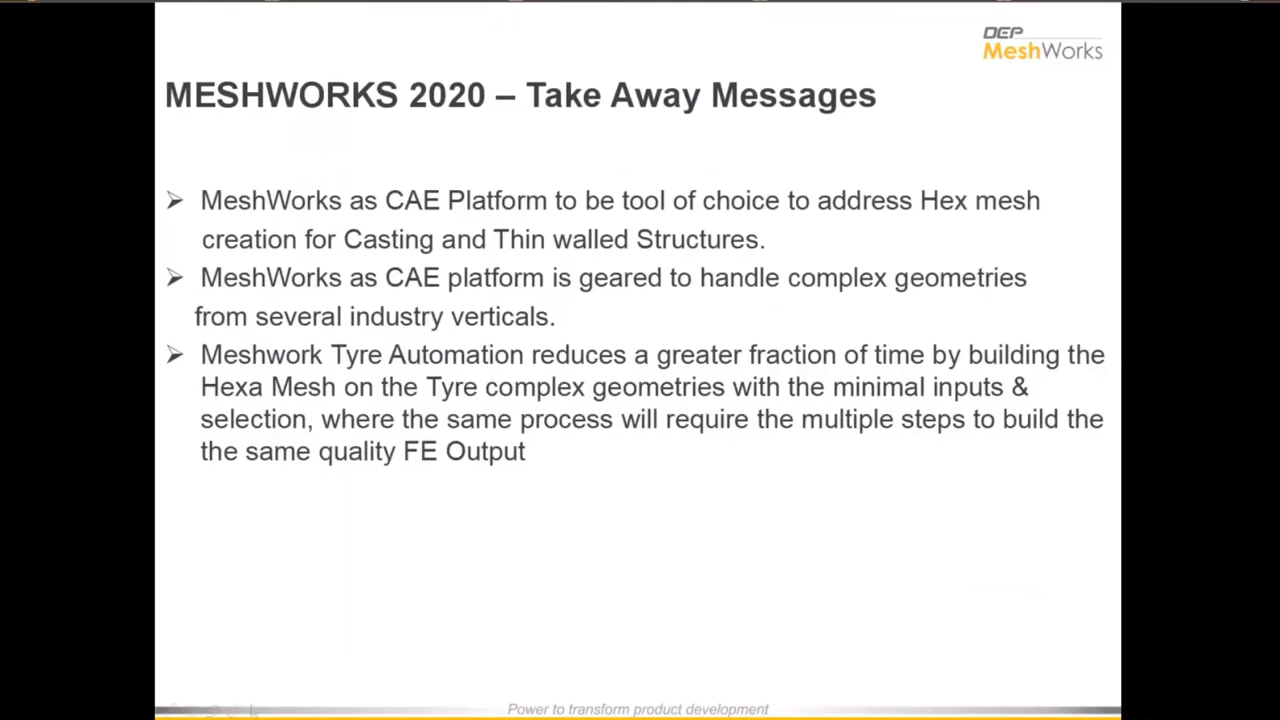 DEP
MeshWorks
MESHWORKS 2020 – Take Away Messages
➢ MeshWorks as CAE Platform to be tool of choice to address Hex mesh
creation for Casting and Thin walled Structures.
➢ MeshWorks as CAE platform is geared to handle complex geometries
from several industry verticals.
➢ Meshwork Tyre Automation reduces a greater fraction of time by building the
Hexa Mesh on the Tyre complex geometries with the minimal inputs &
selection, where the same process will require the multiple steps to build the
the same quality FE Output
Power to transform product development